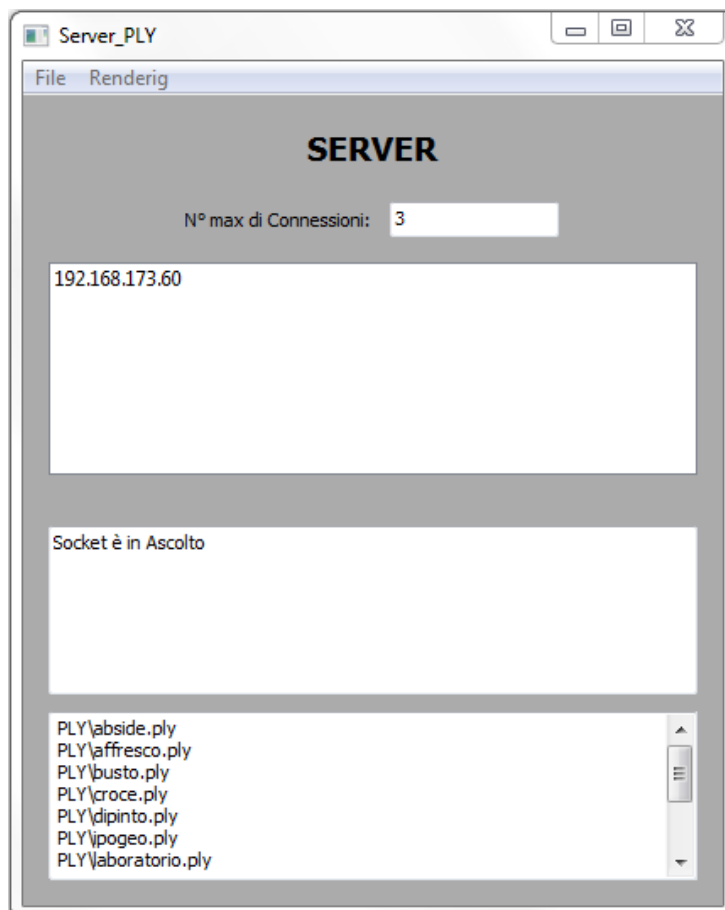 Server_PLY
File Renderig
SERVER
N° max di Connessioni: 3
192.168.173.60
Socket è in Ascolto
PLY\abside.ply
PLY\affresco.ply
PLY\busto.ply
PLY\croce.ply
PLY\dipinto.ply
PLY\ipogeo.ply
PLY\laboratorio.ply